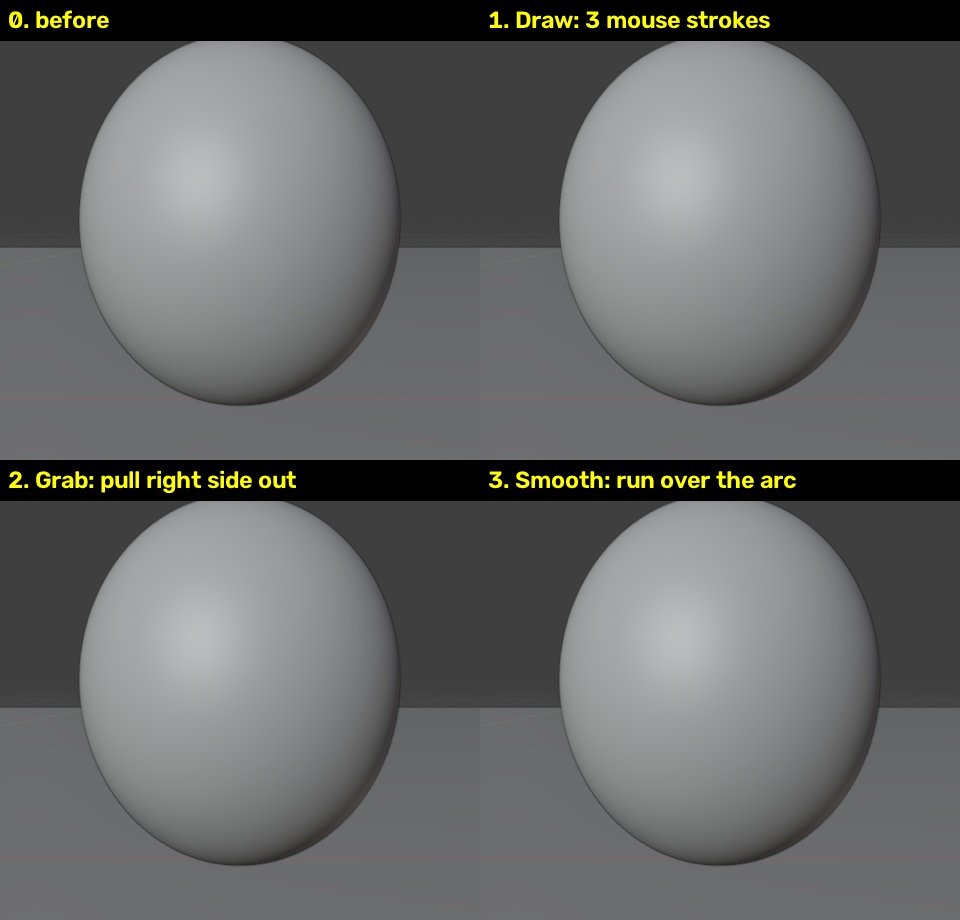 0. before
1. Draw: 3 mouse strokes
2. Grab: pull right side out
3. Smooth: run over the arc